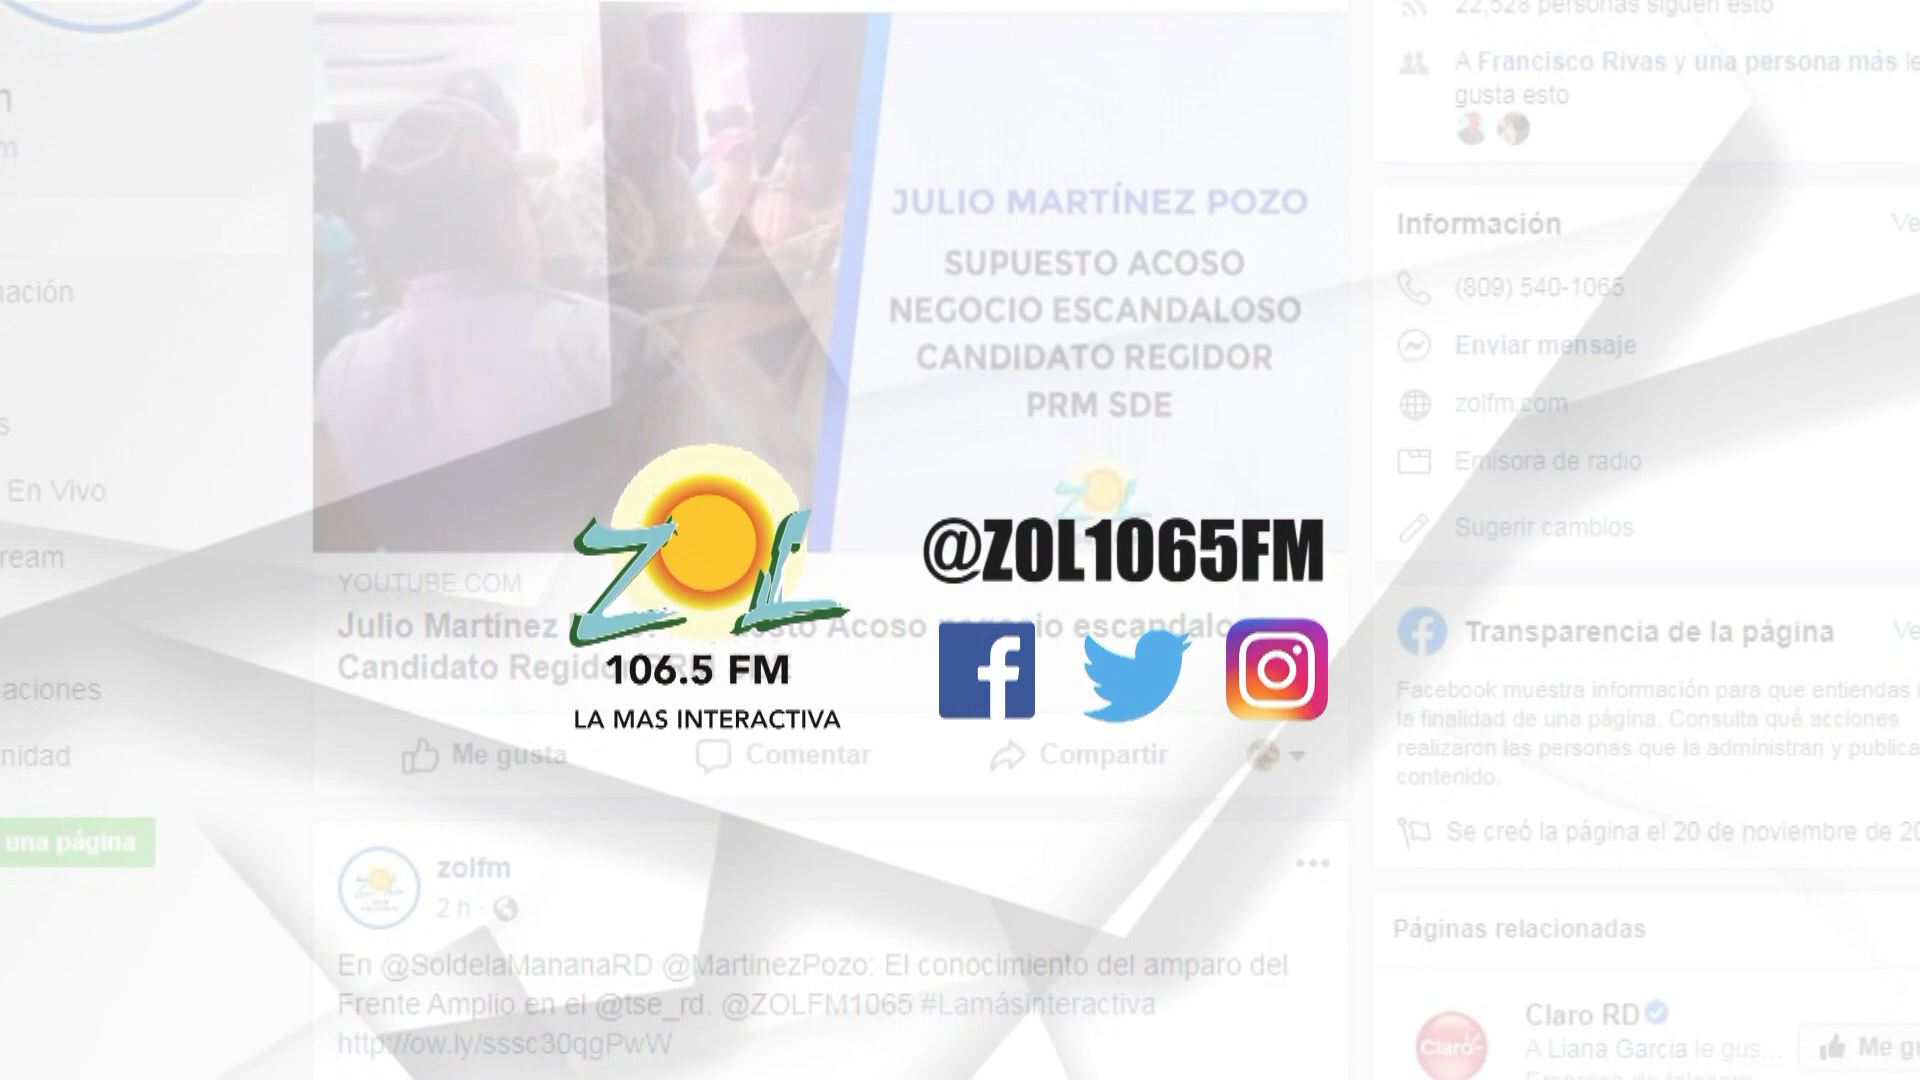 22,528 personas siguen esto
A Francisco Rivas y una persona más le
gusta esto
JULIO MARTÍNEZ POZO
SUPUESTO ACOSO
NEGOCIO ESCANDALOSO
CANDIDATO REGIDOR
PRM SDE
Información
Ve
(809) 540-1065
Enviar mensaje
zolfm.com
Emisora de radio
Sugerir cambios
En Vivo
ZOL
106.5 FM
LA MAS INTERACTIVA
@ZOL1065FM
YOUTUBE.COM
Julio Martínez Acoso
Candidato
Me gusta
Comentar
Compartir
Transparencia de la página
Ve
Facebook muestra información para que entiendas
la finalidad de una página. Consulta qué acciones
realizaron las personas que la administran y publica
contenido.
Se creó la página el 20 de noviembre de 20
una página
zolfm
2 h ·
En @SoldelaMananaRD @MartinezPozo: El conocimiento del amparo del
Frente Amplio en el @tse_rd. @ZOLFM1065 #Lamásinteractiva
http://ow.ly/sssc30qgPwW
Páginas relacionadas
Claro RD
Claro
A Liana Garcia le gus...
Me gu